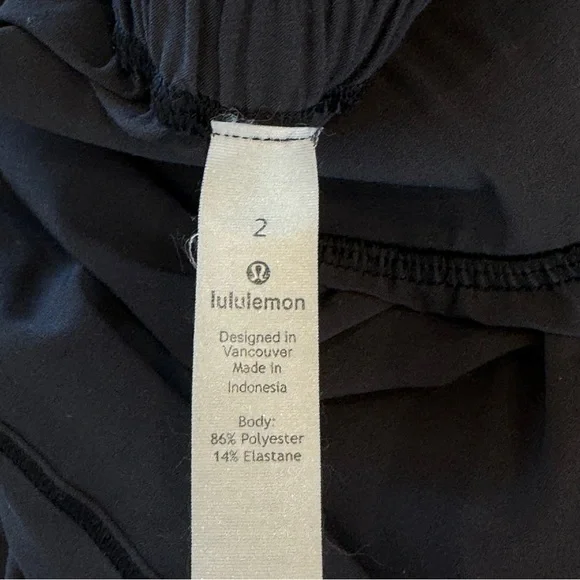 2
lululemon
Designed in
Vancouver
Made in
Indonesia
Body:
86% Polyester
14% Elastane